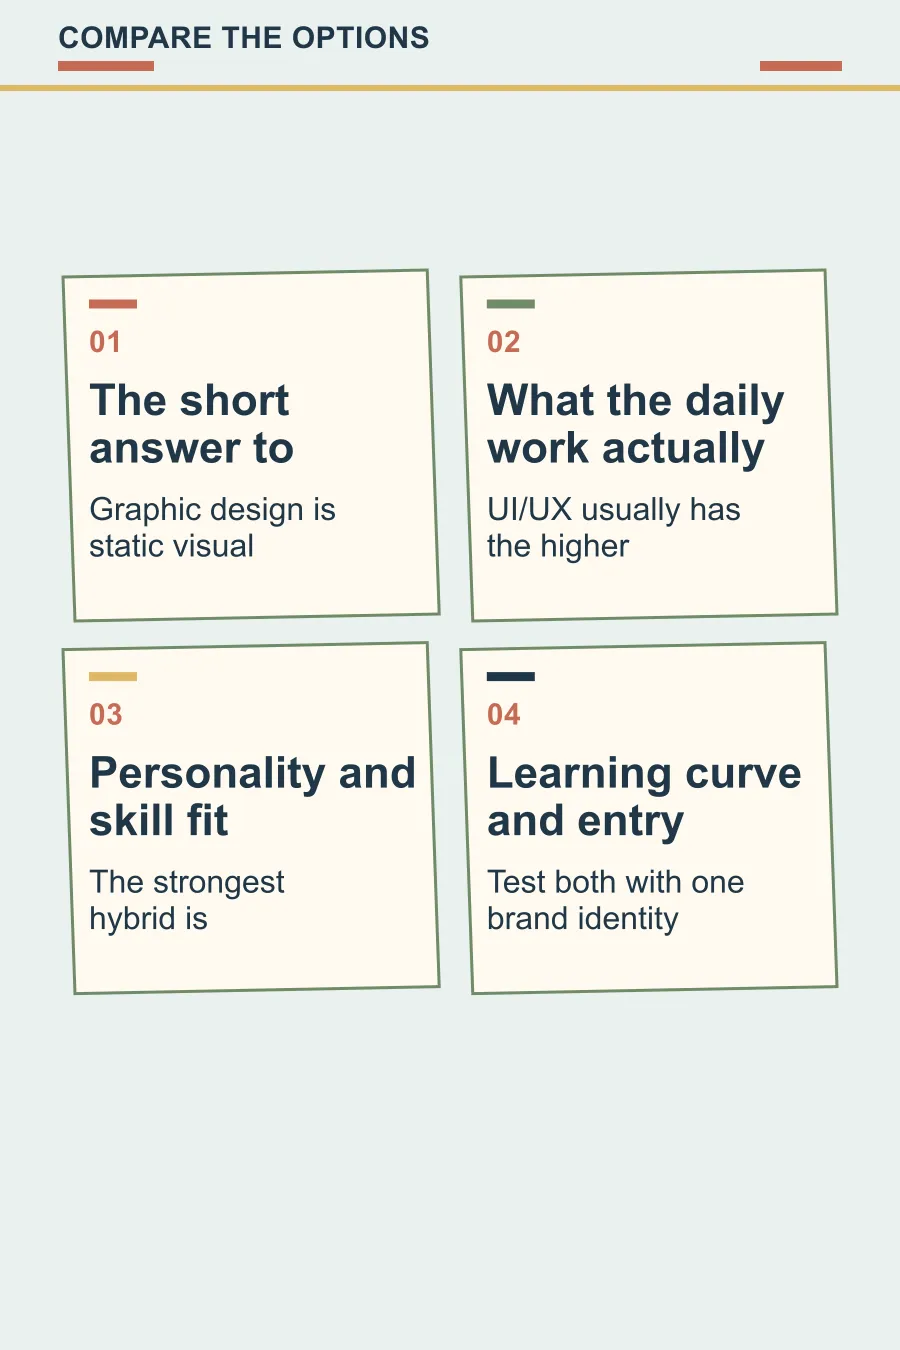 COMPARE THE OPTIONS
01
The short
answer to
Graphic design is
static visual
02
What the daily
work actually
UI/UX usually has
the higher
03
Personality and
skill fit
The strongest
hybrid is
04
Learning curve
and entry
Test both with one
brand identity